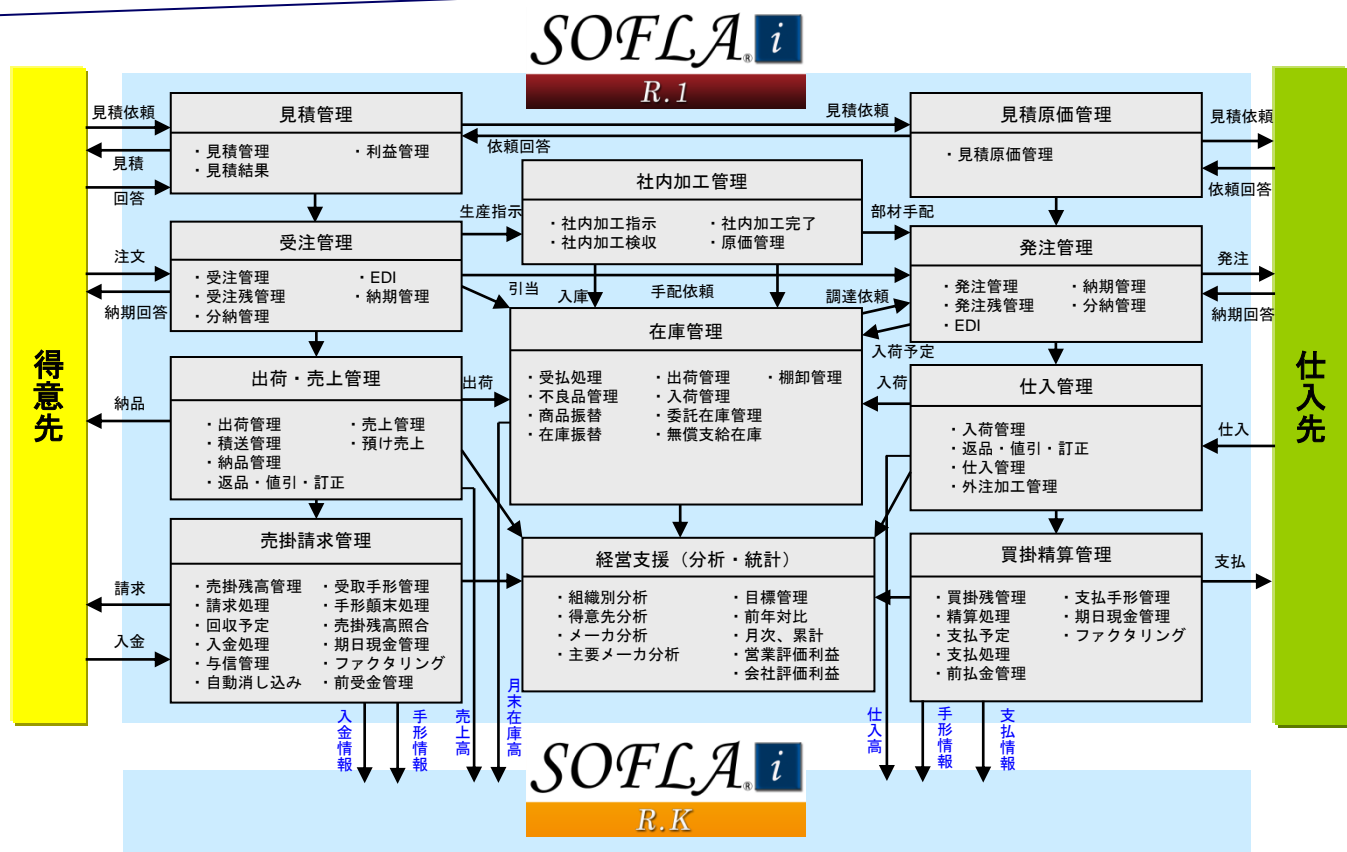 SOFLA® i
R.1
得意先
仕入先
見積依頼
見積
回答
注文
納期回答
納品
請求
入金
見積管理
・見積管理
・利益管理
・見積結果
見積依頼
依頼回答
見積原価管理
・見積原価管理
見積依頼
依頼回答
社内加工管理
・社内加工指示
・社内加工完了
・社内加工検収
・原価管理
生産指示
部材手配
受注管理
・受注管理
・EDI
・受注残管理
・納期管理
・分納管理
引当
入庫
手配依頼
調達依頼
入荷予定
発注管理
・発注管理
・納期管理
・発注残管理
・分納管理
・EDI
発注
納期回答
在庫管理
・受払処理
・出荷管理
・棚卸管理
・不良品管理
・入荷管理
・商品振替
・委託在庫管理
・在庫振替
・無償支給在庫
出荷・売上管理
・出荷管理
・売上管理
・積送管理
・預け売上
・納品管理
・返品・値引・訂正
出荷
入荷
仕入管理
・入荷管理
・返品・値引・訂正
・仕入管理
・外注加工管理
仕入
売掛請求管理
・売掛残高管理
・受取手形管理
・請求処理
・手形顛末処理
・回収予定
・売掛残高照合
・入金処理
・期日現金管理
・与信管理
・ファクタリング
・自動消し込み
・前受金管理
経営支援（分析・統計）
・組織別分析
・目標管理
・得意先分析
・前年対比
・メーカ分析
・月次、累計
・主要メーカ分析
・営業評価利益
・会社評価利益
買掛精算管理
・買掛残管理
・支払手形管理
・精算処理
・期日現金管理
・支払予定
・ファクタリング
・支払処理
・前払金管理
支払
入金情報
手形情報
売上高
月末在庫高
仕入高
手形情報
支払情報
SOFLA® i
R.K